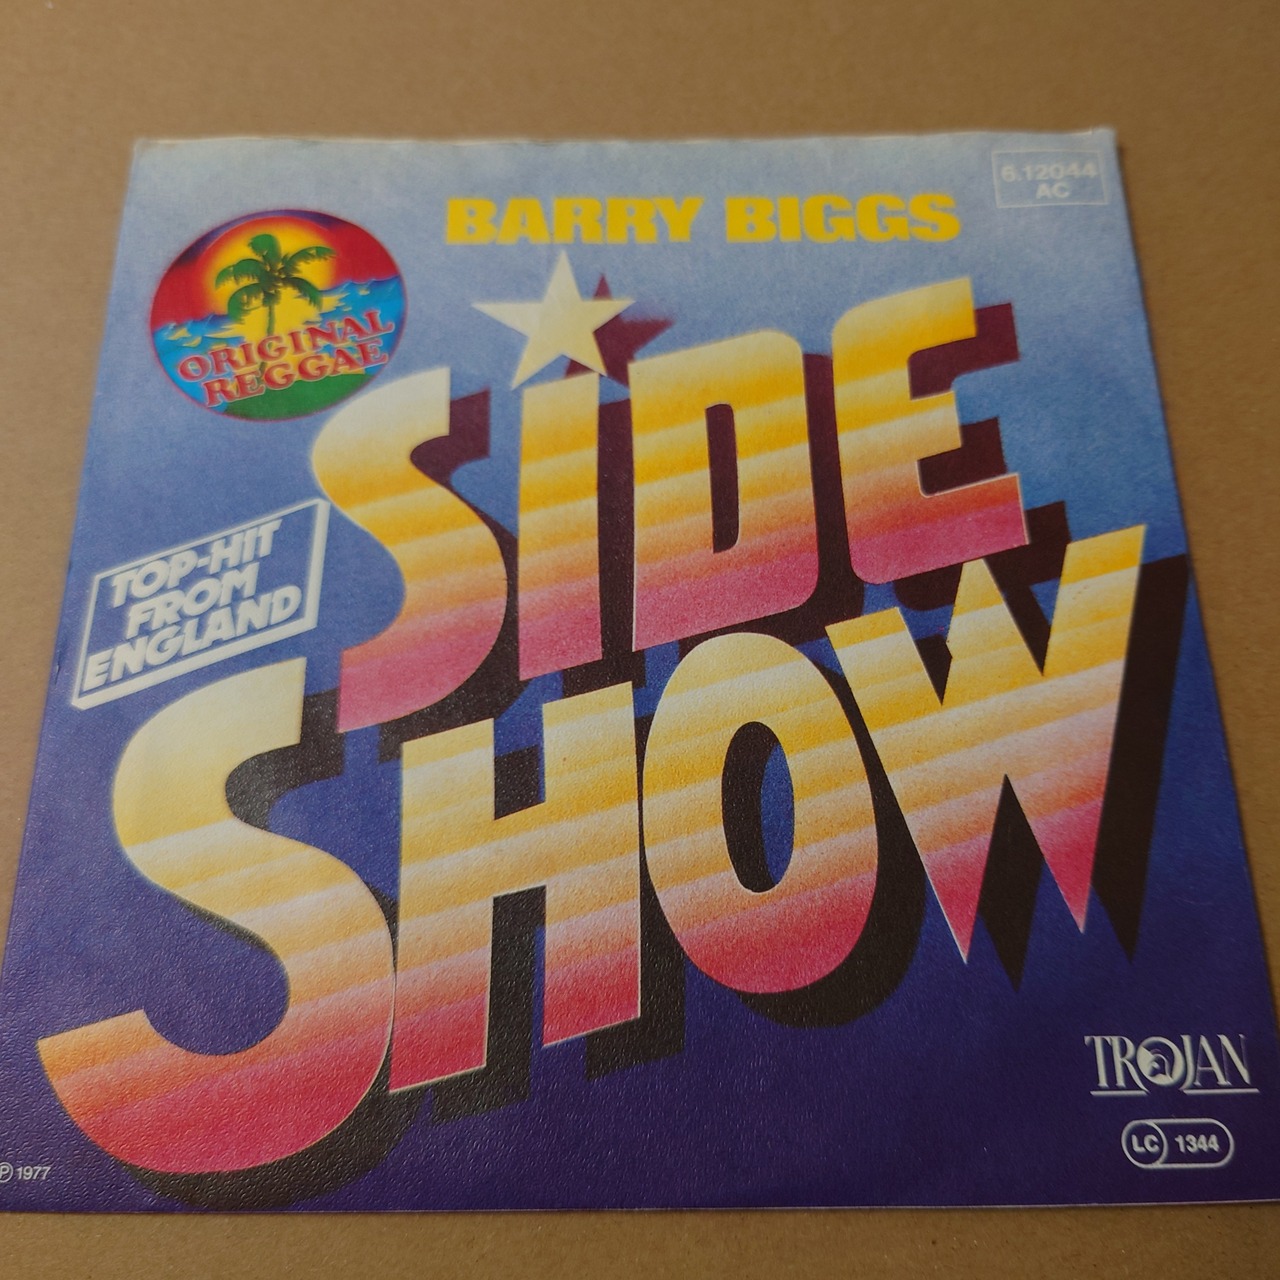 6.12044
AC
BARRY BIGGS
ORIGINAL
REGGAE
SiDE
SHOW
TOP-HIT
FROM
ENGLAND
TROJAN
LC 1344
℗ 1977